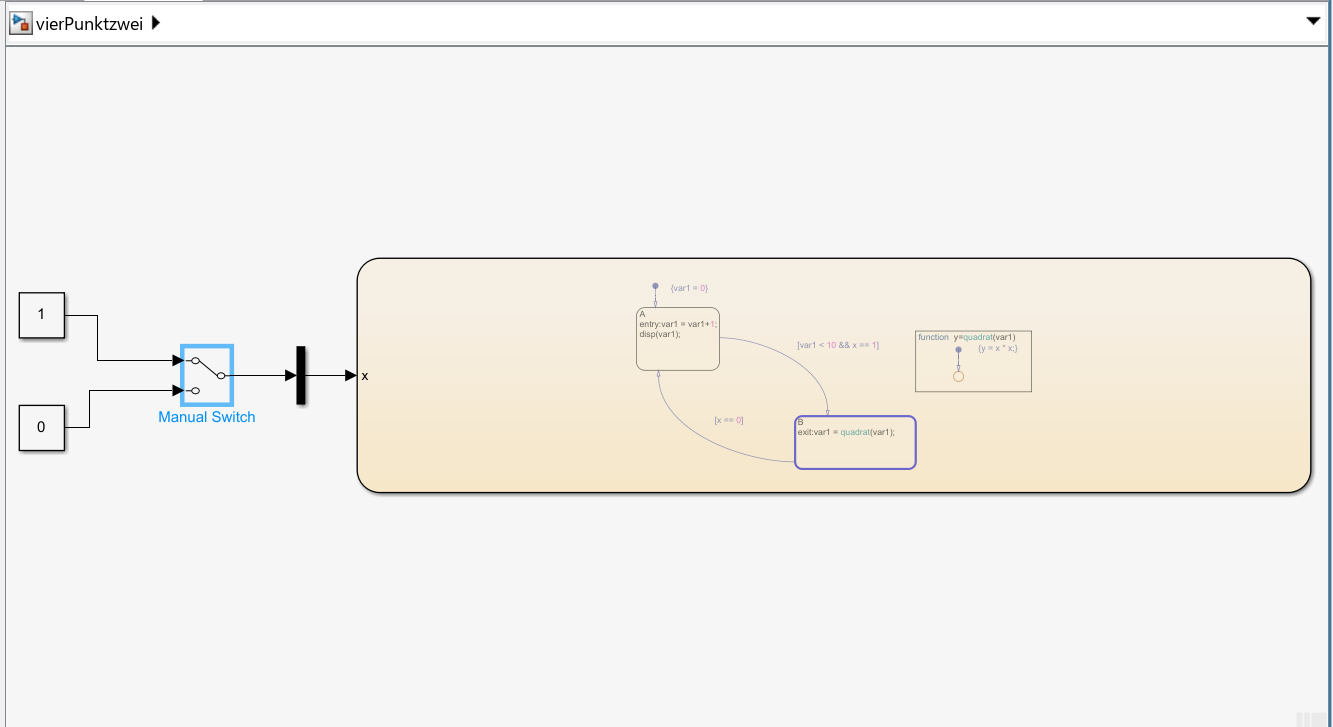 vierPunktzwei
1
0
Manual Switch
x
{var1 = 0}
A
entry:var1 = var1+1;
disp(var1);
[var1 < 10 && x == 1]
[x == 0]
B
exit:var1 = quadrat(var1);
function y=quadrat(var1)
{y = x * x;}